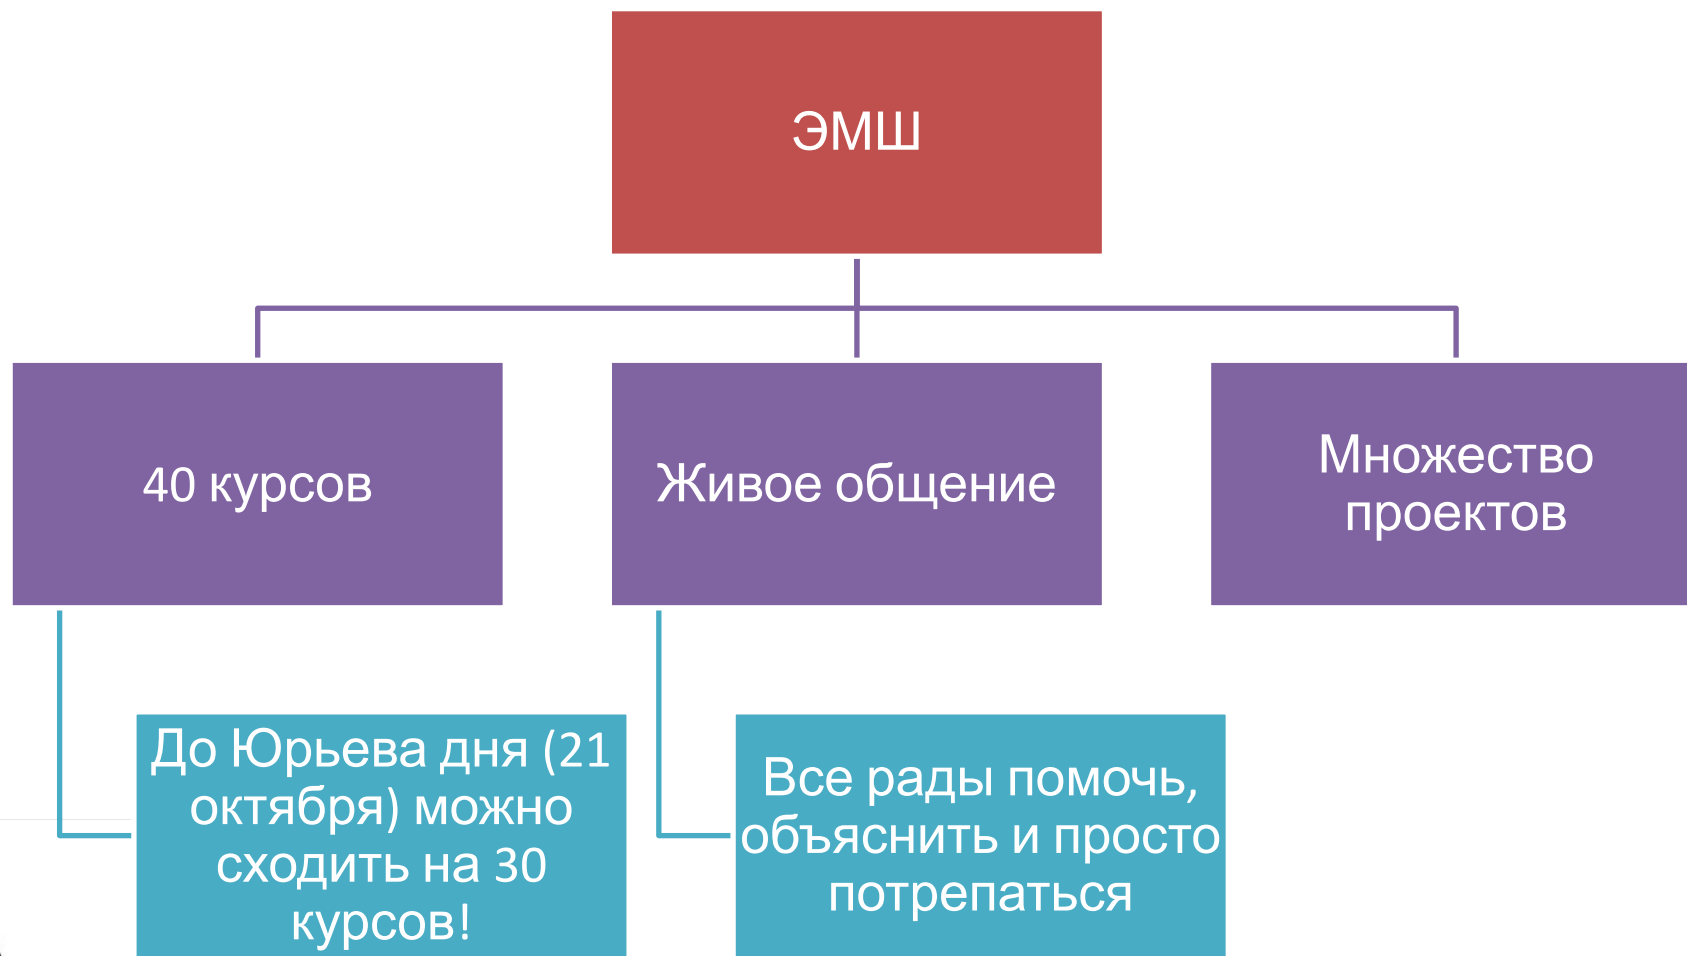 ЭМШ
40 курсов
Живое общение
Множество
проектов
До Юрьева дня (21
октября) можно
сходить на 30
курсов!
Все рады помочь,
объяснить и просто
потрепаться